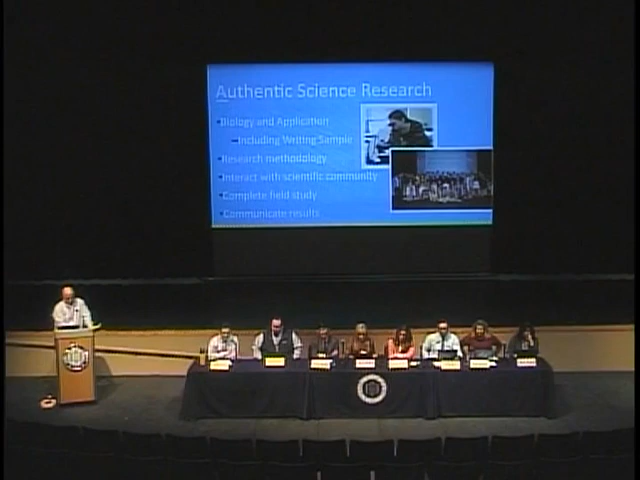 Authentic Science Research
Biology and Application
Including Writing Sample
Research methodology
Interact with scientific community
Complete field study
Communicate results